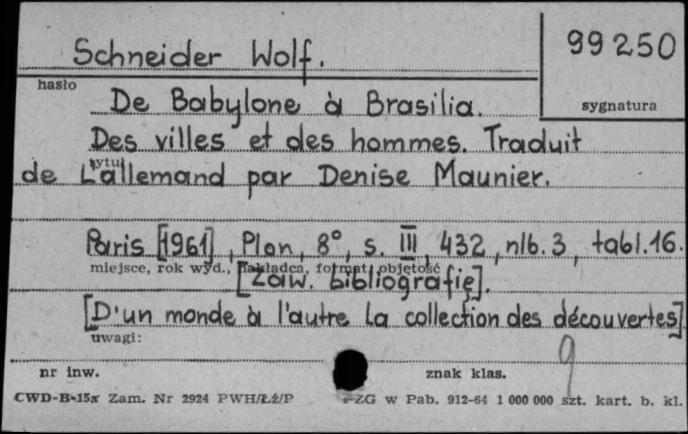 Schneider Wolf.
99250
hasło
sygnatura
De Babylone à Brasilia.
Des villes et des hommes. Traduit
tytuł
de L'allemand par Denise Maunier.
Paris [1961], Plon, 8°, s. III, 432, nlb. 3, tabl. 16.
miejsce, rok wyd., nakładca, format, objętość
[Zaw. bibliografię].
[D'un monde à l'autre la collection des découvertes]
uwagi:
9
nr inw.
znak klas.
CWD-B-15x Zam. Nr 2924 PWH/Łż/P
PZG w Pab. 912-64 1 000 000 szt. kart. b. kl.